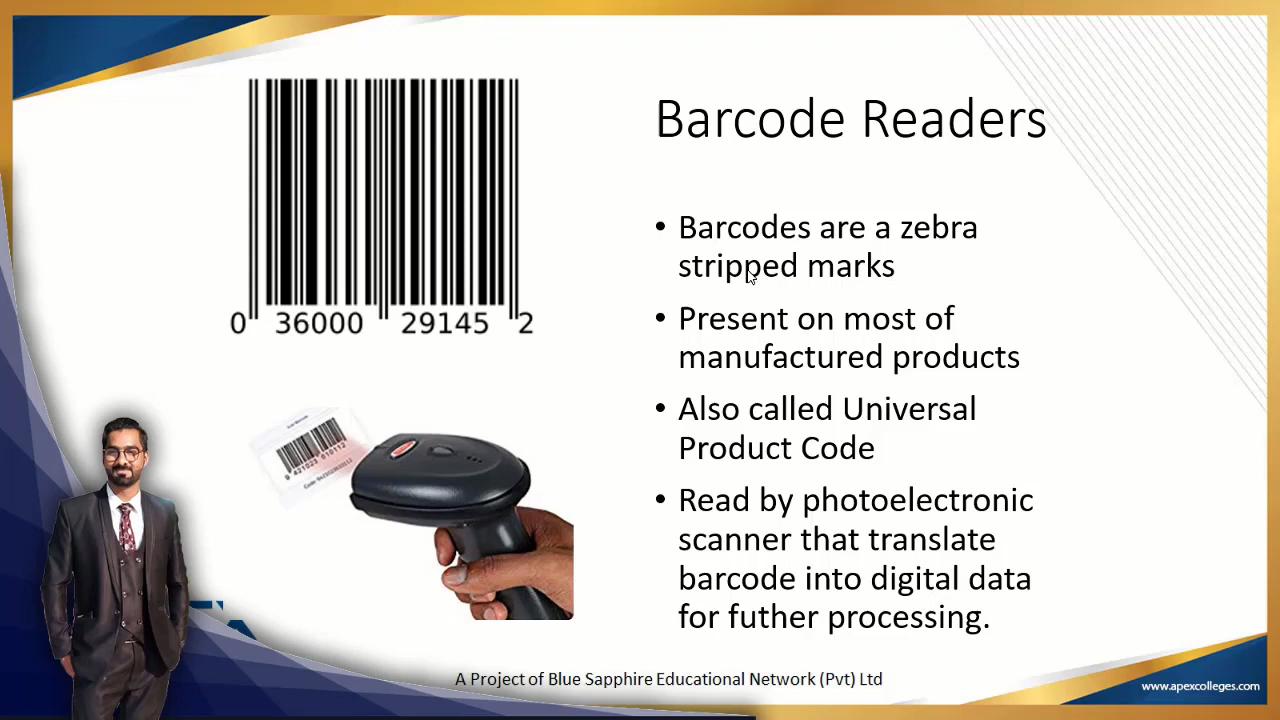 Barcode Readers
• Barcodes are a zebra
stripped marks
• Present on most of
manufactured products
• Also called Universal
Product Code
• Read by photoelectronic
scanner that translate
barcode into digital data
for futher processing.
0 36000 29145 2
A Project of Blue Sapphire Educational Network (Pvt) Ltd
www.apexcolleges.com